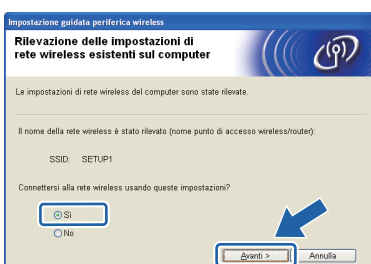 Impostazione guidata periferica wireless
Rilevazione delle impostazioni di
rete wireless esistenti sul computer
Le impostazioni di rete wireless del computer sono state rilevate.
Il nome della rete wireless è stato rilevato (nome punto di accesso wireless/router):
SSID: SETUP1
Connettersi alla rete wireless usando queste impostazioni?
Sì
No
Avanti >
Annulla